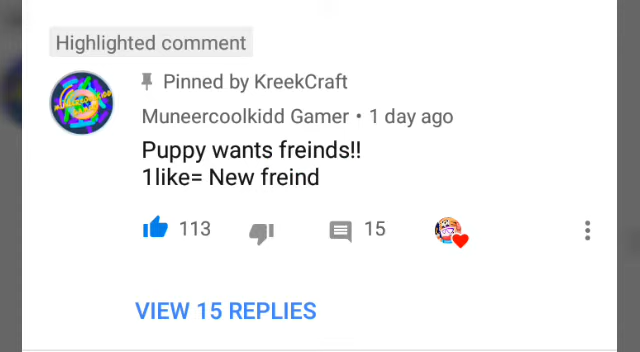 Highlighted comment
Pinned by KreekCraft
Muneercoolkidd Gamer • 1 day ago
Puppy wants freinds!!
1like= New freind
113
15
VIEW 15 REPLIES